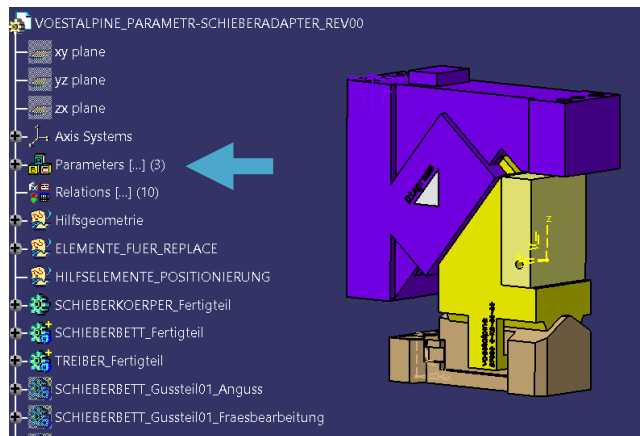 VOESTALPINE_PARAMETR-SCHIEBERADAPTER_REV00
xy plane
yz plane
zx plane
Axis Systems
Parameters [...] (3)
Relations [...] (10)
Hilfsgeometrie
ELEMENTE_FUER_REPLACE
HILFSELEMENTE_POSITIONIERUNG
SCHIEBERKOERPER_Fertigteil
SCHIEBERBETT_Fertigteil
TREIBER_Fertigteil
SCHIEBERBETT_Gussteil01_Anguss
SCHIEBERBETT_Gussteil01_Fraesbearbeitung
z